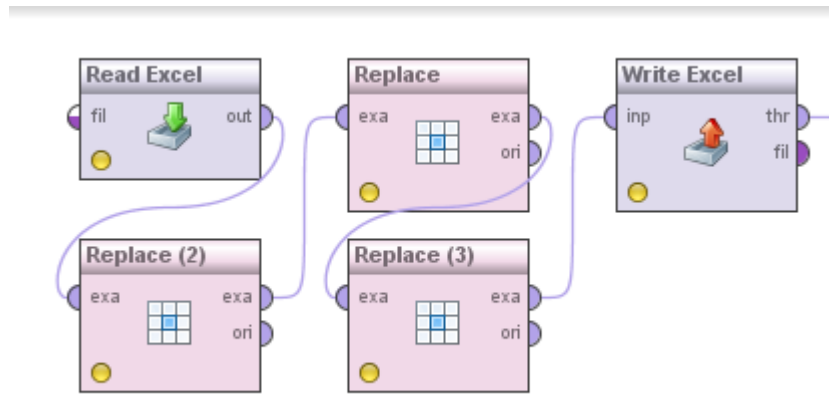 Read Excel
fil
out
Replace
exa
exa
ori
Write Excel
inp
thr
fil
Replace (2)
exa
exa
ori
Replace (3)
exa
exa
ori